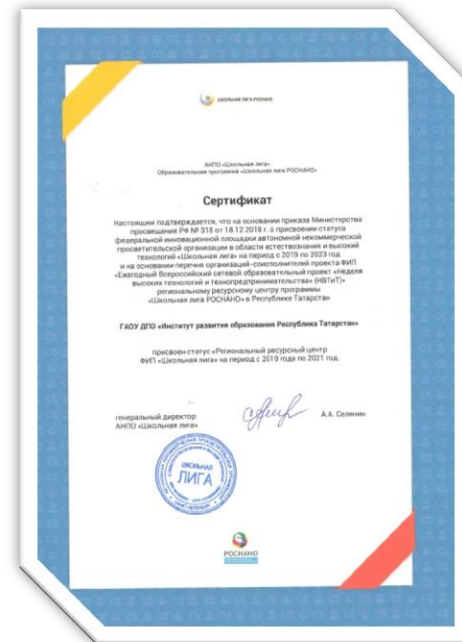 ШКОЛЬНАЯ ЛИГА РОСНАНО
АНПО «Школьная лига»
Образовательная программа «Школьная лига РОСНАНО»
Сертификат
Настоящим подтверждается, что на основании приказа Министерства
просвещения РФ № 318 от 18.12.2018 г. о присвоении статуса
федеральной инновационной площадки автономной некоммерческой
просветительской организации в области естествознания и высоких
технологий «Школьная лига» на период с 2019 по 2023 год
и на основании перечня организаций-соисполнителей проекта ФИП
«Ежегодный Всероссийский сетевой образовательный проект «Неделя
высоких технологий и технопредпринимательства» (НВТиТ)»
региональному ресурсному центру программы
«Школьная лига РОСНАНО» в Республике Татарстан
ГАОУ ДПО «Институт развития образования Республика Татарстан»
присвоен статус «Региональный ресурсный центр
ФИП «Школьная лига» на период с 2019 года по 2021 год.
генеральный директор
АНПО «Школьная лига»
А.А. Селянин
ШКОЛЬНАЯ
ЛИГА
РОСНАНО